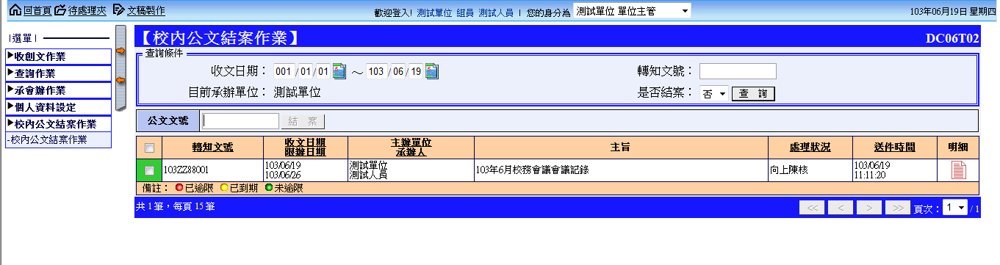 回首頁 待處理夾 文稿製作 歡迎登入! 測試單位 組員 測試人員 | 您的身分為 測試單位 單位主管 103年06月19日 星期四
|選單|
收創文作業
查詢作業
承會辦作業
個人資料設定
校內公文結案作業
-校內公文結案作業
【校內公文結案作業】 DC06T02
查詢條件
收文日期： 001 / 01 / 01 ～ 103 / 06 / 19 轉知文號：
目前承辦單位： 測試單位 是否結案： 否 查 詢
公文文號 結 案
轉知文號 收文日期 限辦日期 主辦單位 承辦人 主旨 處理狀況 送件時間 明細
103ZZ88001 103/06/19 103/06/26 測試單位 測試人員 103年6月校務會議會議記錄 向上陳核 103/06/19 11:11:20
備註： 已逾限 已到期 未逾限
共 1 筆，每頁 15 筆 << < > >> 頁次： 1 / 1